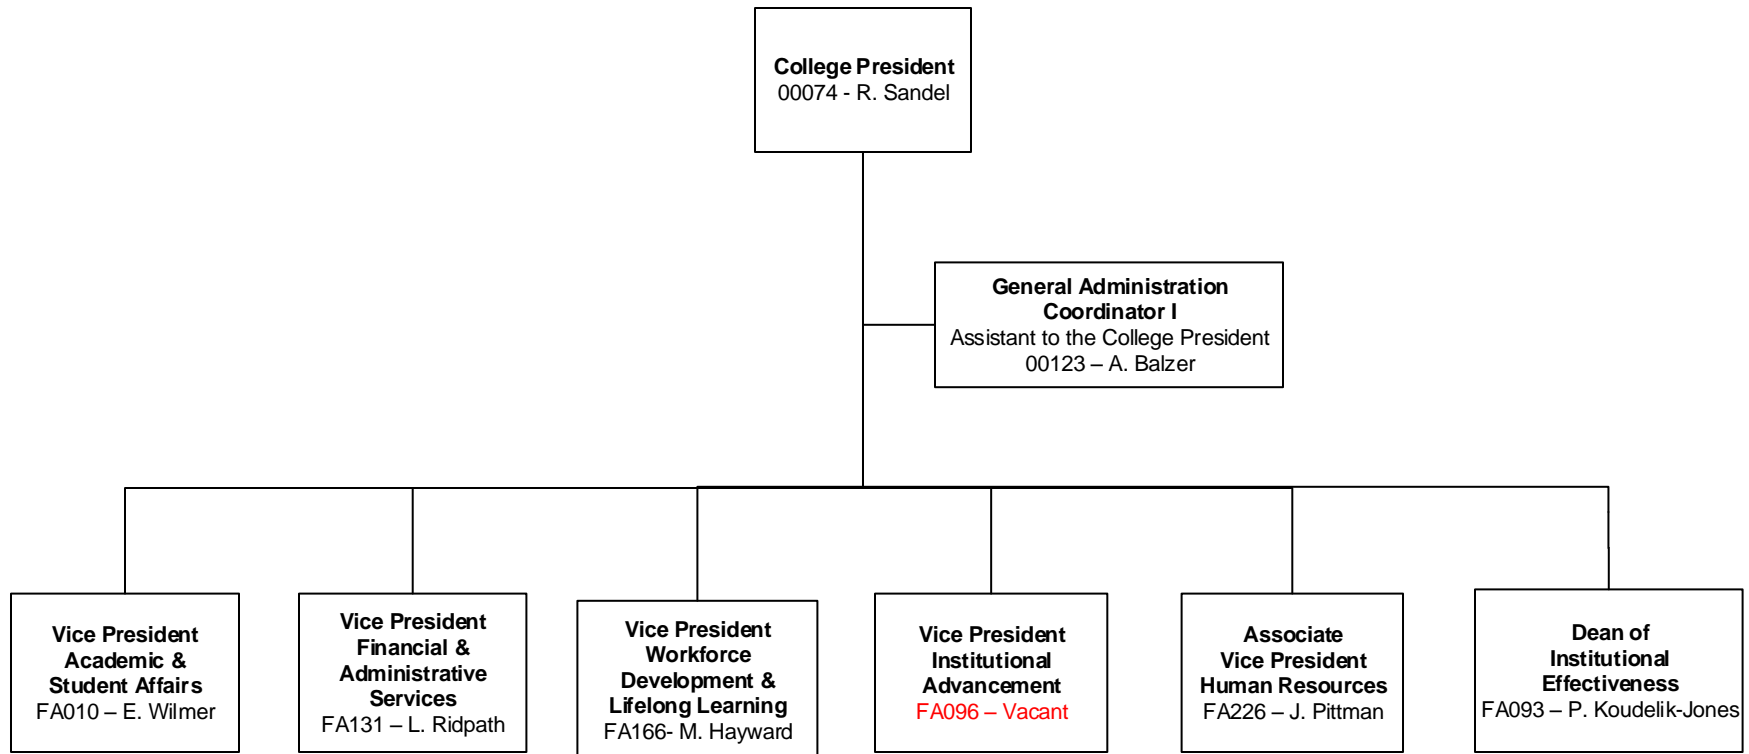 College President
00074 - R. Sandel
General Administration
Coordinator I
Assistant to the College President
00123 – A. Balzer
Vice President
Academic &
Student Affairs
FA010 – E. Wilmer
Vice President
Financial &
Administrative
Services
FA131 – L. Ridpath
Vice President
Workforce
Development &
Lifelong Learning
FA166- M. Hayward
Vice President
Institutional
Advancement
FA096 – Vacant
Associate
Vice President
Human Resources
FA226 – J. Pittman
Dean of
Institutional
Effectiveness
FA093 – P. Koudelik-Jones